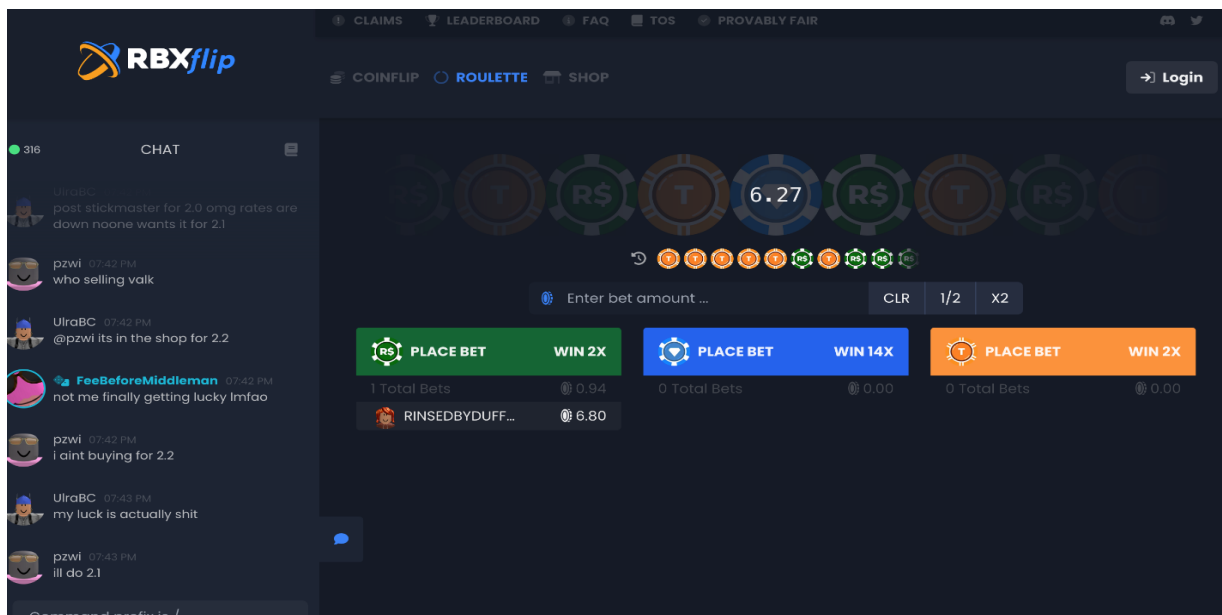 CLAIMS LEADERBOARD FAQ TOS PROVABLY FAIR
RBXflip
COINFLIP ROULETTE SHOP
Login
316 CHAT
UlraBC
post stickmaster for 2.0 omg rates are
down noone wants it for 2.1
pzwi 07:42 PM
who selling valk
UlraBC 07:42 PM
@pzwi its in the shop for 2.2
FeeBeforeMiddleman 07:42 PM
not me finally getting lucky lmfao
pzwi 07:42 PM
i aint buying for 2.2
UlraBC 07:43 PM
my luck is actually shit
pzwi 07:43 PM
ill do 2.1
Command prefix is /
R$ T R$ T 6.27 R$ T R$
T T T T T R$ T R$ R$ R$
Enter bet amount ... CLR 1/2 X2
R$ PLACE BET WIN 2X
1 Total Bets 0.94
RINSEDBYDUFF... 6.80
PLACE BET WIN 14X
0 Total Bets 0.00
T PLACE BET WIN 2X
0 Total Bets 0.00